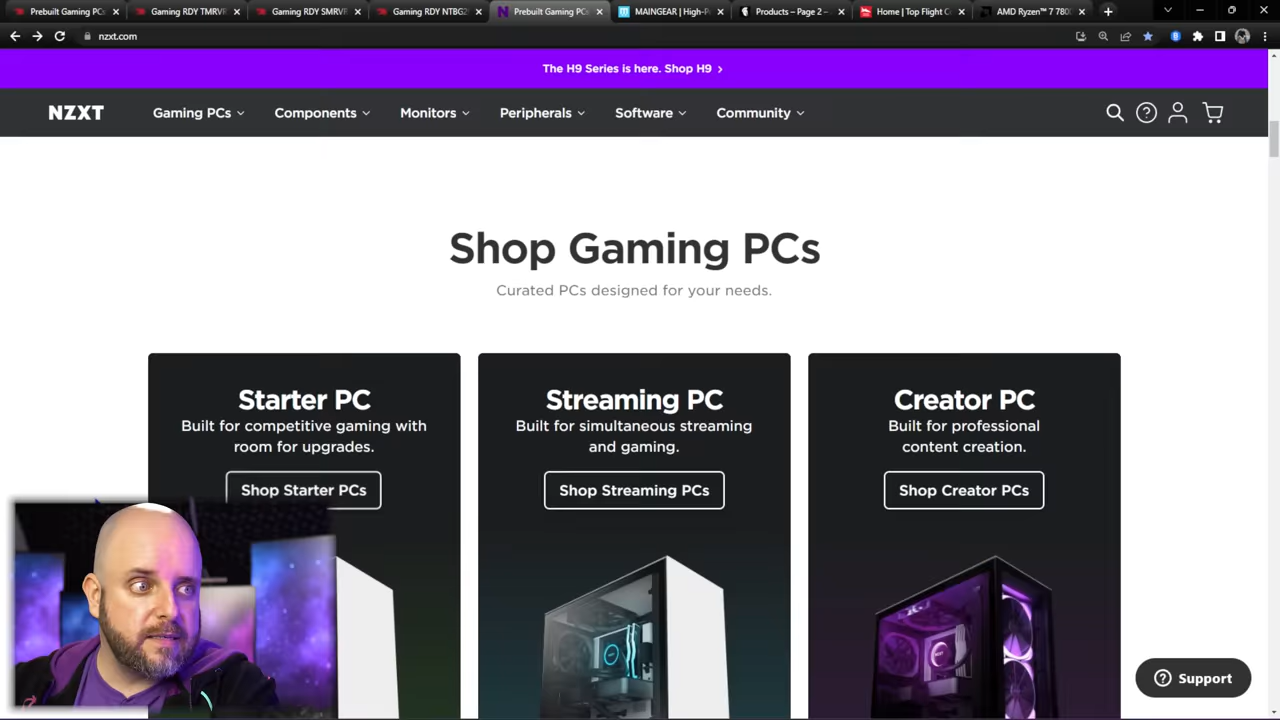 Prebuilt Gaming PC
Gaming RDY TMRVF
Gaming RDY SMRVF
Gaming RDY NTBG
Prebuilt Gaming PC
MAINGEAR | High-P
Products – Page 2 –
Home | Top Flight C
AMD Ryzen™ 7 780
nzxt.com
The H9 Series is here. Shop H9 >
NZXT
Gaming PCs
Components
Monitors
Peripherals
Software
Community
Shop Gaming PCs
Curated PCs designed for your needs.
Starter PC
Built for competitive gaming with
room for upgrades.
Shop Starter PCs
Streaming PC
Built for simultaneous streaming
and gaming.
Shop Streaming PCs
Creator PC
Built for professional
content creation.
Shop Creator PCs
Support